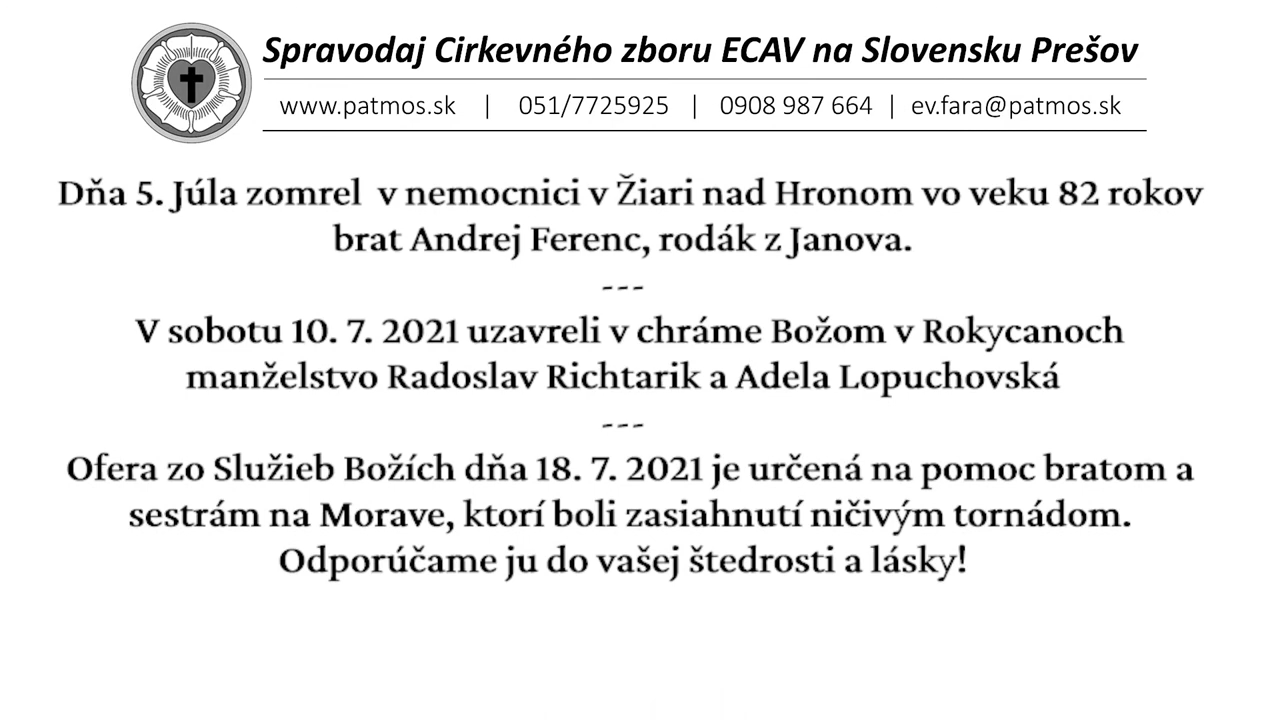 Spravodaj Cirkevného zboru ECAV na Slovensku Prešov
www.patmos.sk | 051/7725925 | 0908 987 664 | ev.fara@patmos.sk
Dňa 5. Júla zomrel v nemocnici v Žiari nad Hronom vo veku 82 rokov
brat Andrej Ferenc, rodák z Janova.
---
V sobotu 10. 7. 2021 uzavreli v chráme Božom v Rokycanoch
manželstvo Radoslav Richtarik a Adela Lopuchovská
---
Ofera zo Služieb Božích dňa 18. 7. 2021 je určená na pomoc bratom a
sestrám na Morave, ktorí boli zasiahnutí ničivým tornádom.
Odporúčame ju do vašej štedrosti a lásky!